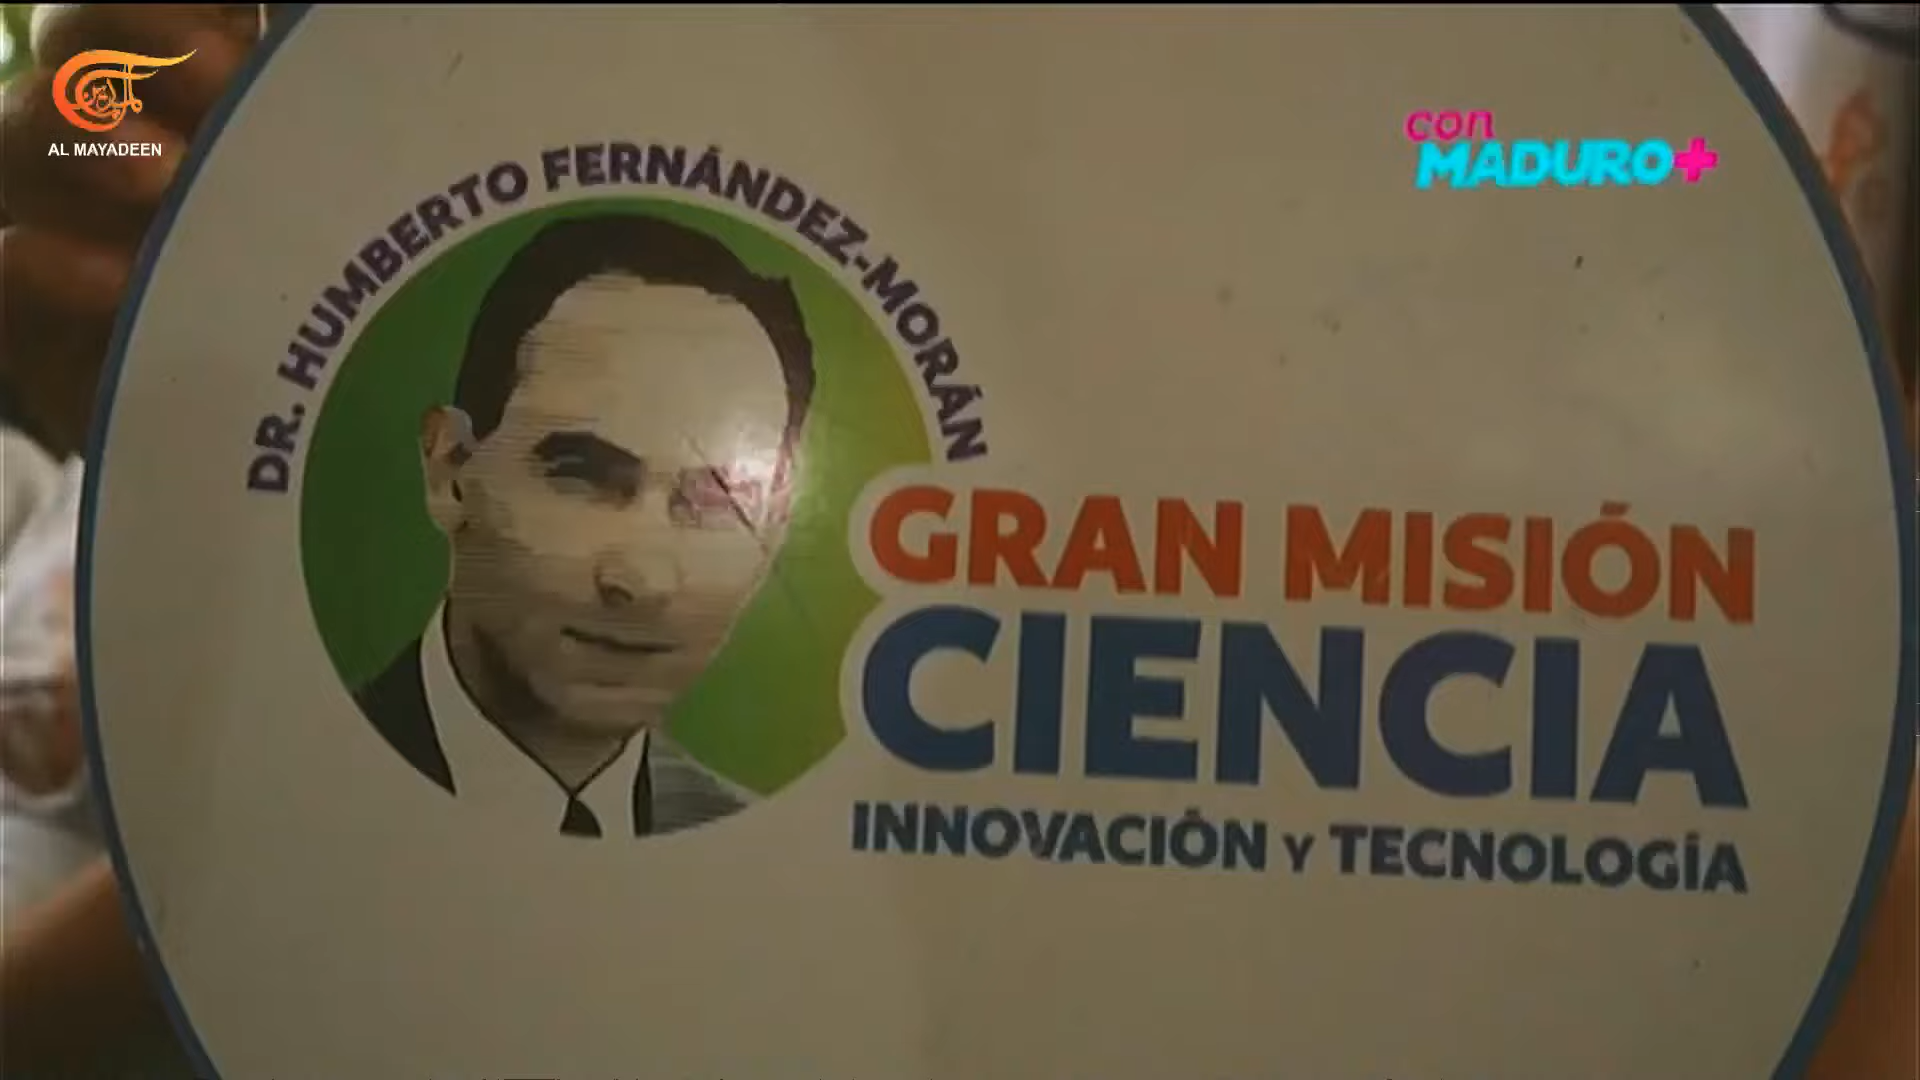 AL MAYADEEN
con
MADURO+
DR. HUMBERTO FERNÁNDEZ-MORÁN
GRAN MISIÓN
CIENCIA
INNOVACIÓN Y TECNOLOGÍA